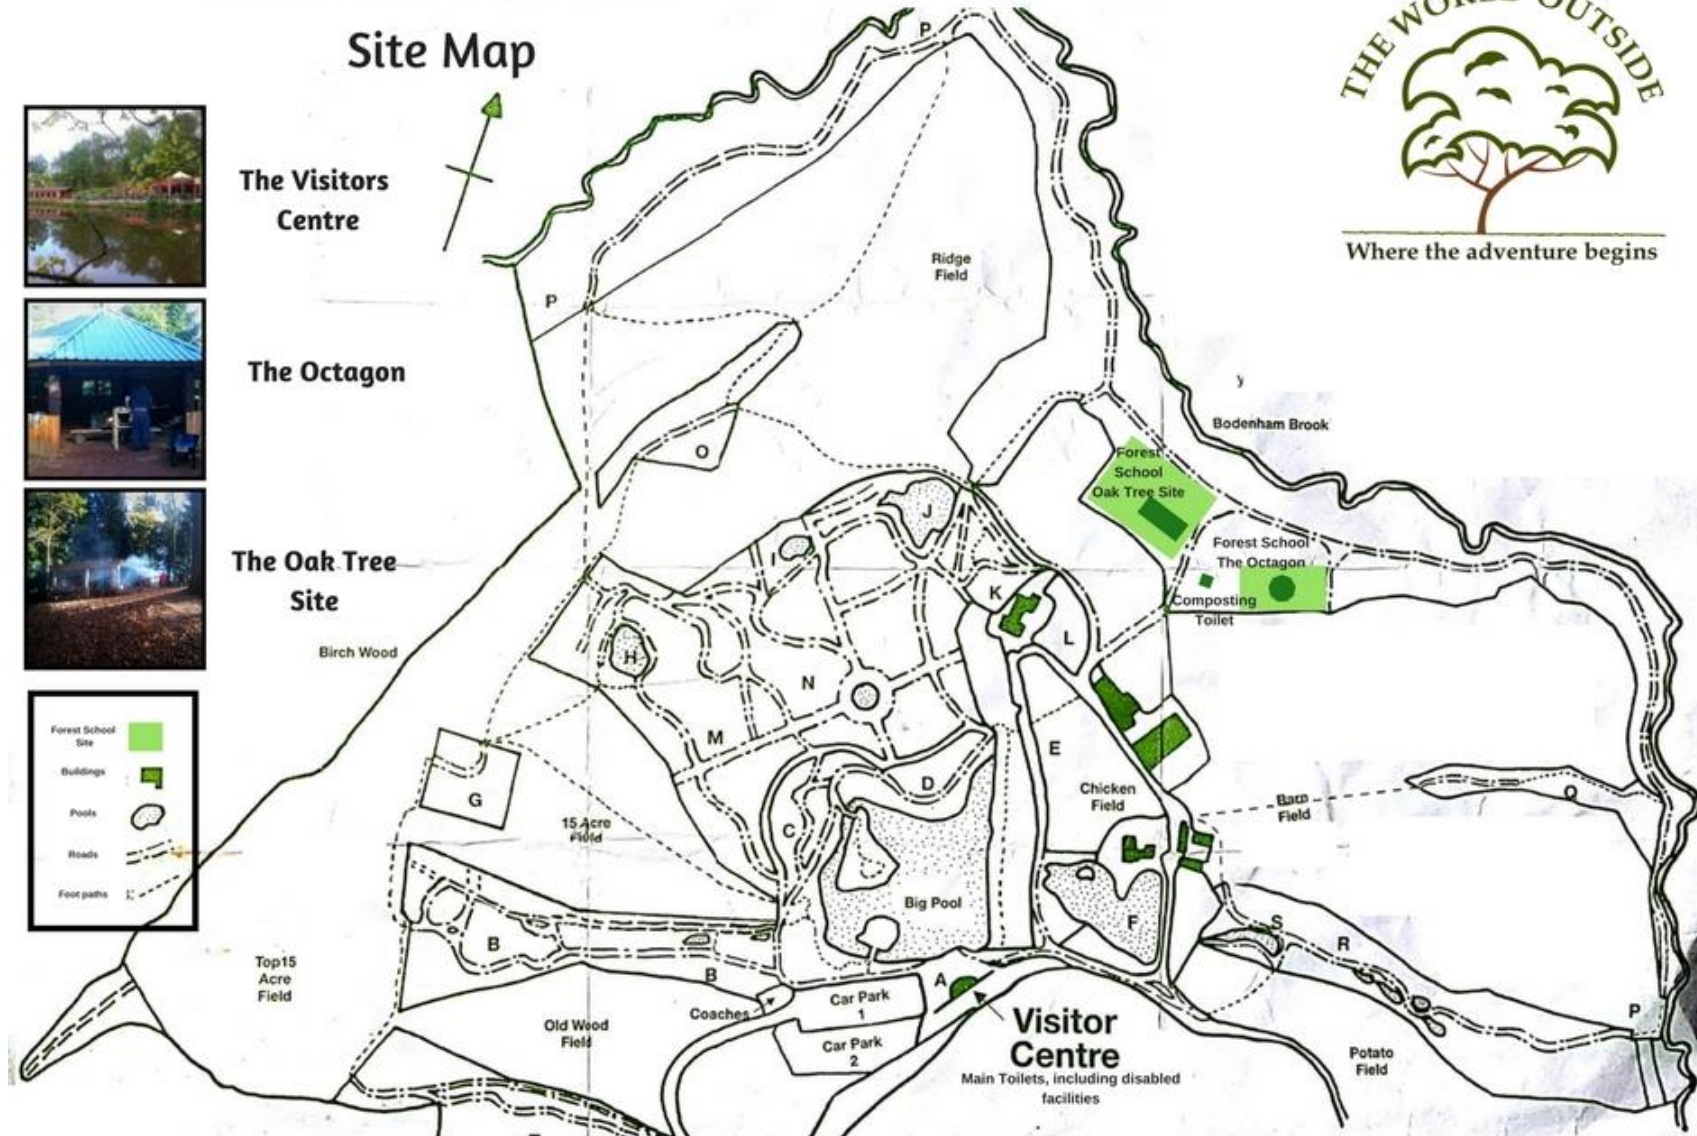 Site Map
THE WORLD OUTSIDE
Where the adventure begins
The Visitors
Centre
The Octagon
The Oak Tree
Site
Forest School
Site
Buildings
Pools
Roads
Foot paths
P
Ridge
Field
P
O
J
Bodenham Brook
Forest
School
Oak Tree Site
Forest School
The Octagon
Composting
Toilet
K
L
Birch Wood
H
N
M
E
D
G
Chicken
Field
15 Acre
Field
C
Barn
Field
Q
Big Pool
F
S
R
B
B
Top15
Acre
Field
A
P
Coaches
Car Park
1
Old Wood
Field
Car Park
2
Visitor
Centre
Main Toilets, including disabled
facilities
Potato
Field